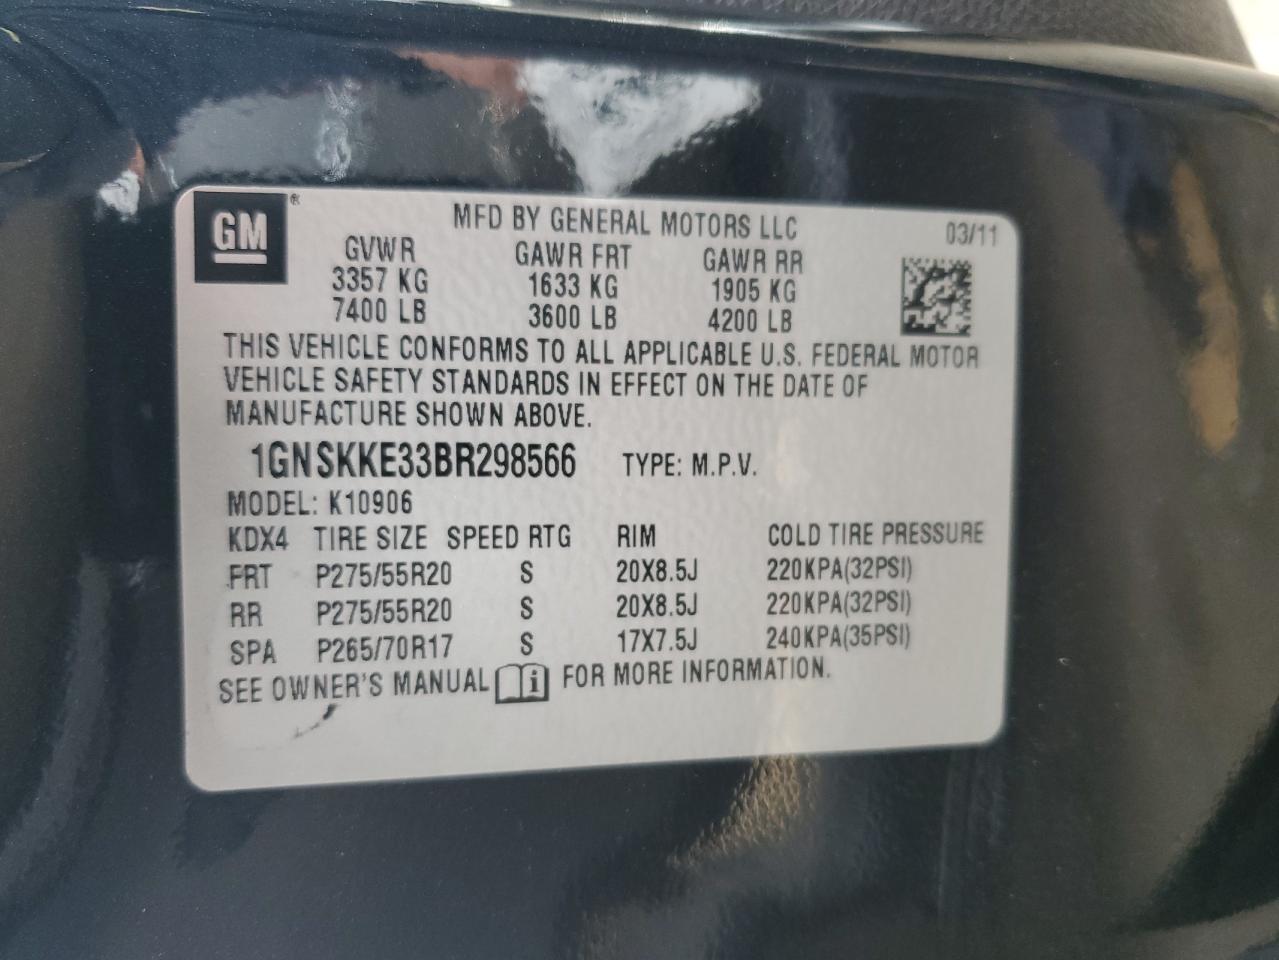 GM ®
MFD BY GENERAL MOTORS LLC 03/11
GVWR GAWR FRT GAWR RR
3357 KG 1633 KG 1905 KG
7400 LB 3600 LB 4200 LB
THIS VEHICLE CONFORMS TO ALL APPLICABLE U.S. FEDERAL MOTOR
VEHICLE SAFETY STANDARDS IN EFFECT ON THE DATE OF
MANUFACTURE SHOWN ABOVE.
1GNSKKE33BR298566 TYPE: M.P.V.
MODEL: K10906
KDX4 TIRE SIZE SPEED RTG RIM COLD TIRE PRESSURE
FRT P275/55R20 S 20X8.5J 220KPA(32PSI)
RR P275/55R20 S 20X8.5J 220KPA(32PSI)
SPA P265/70R17 S 17X7.5J 240KPA(35PSI)
SEE OWNER'S MANUAL i FOR MORE INFORMATION.